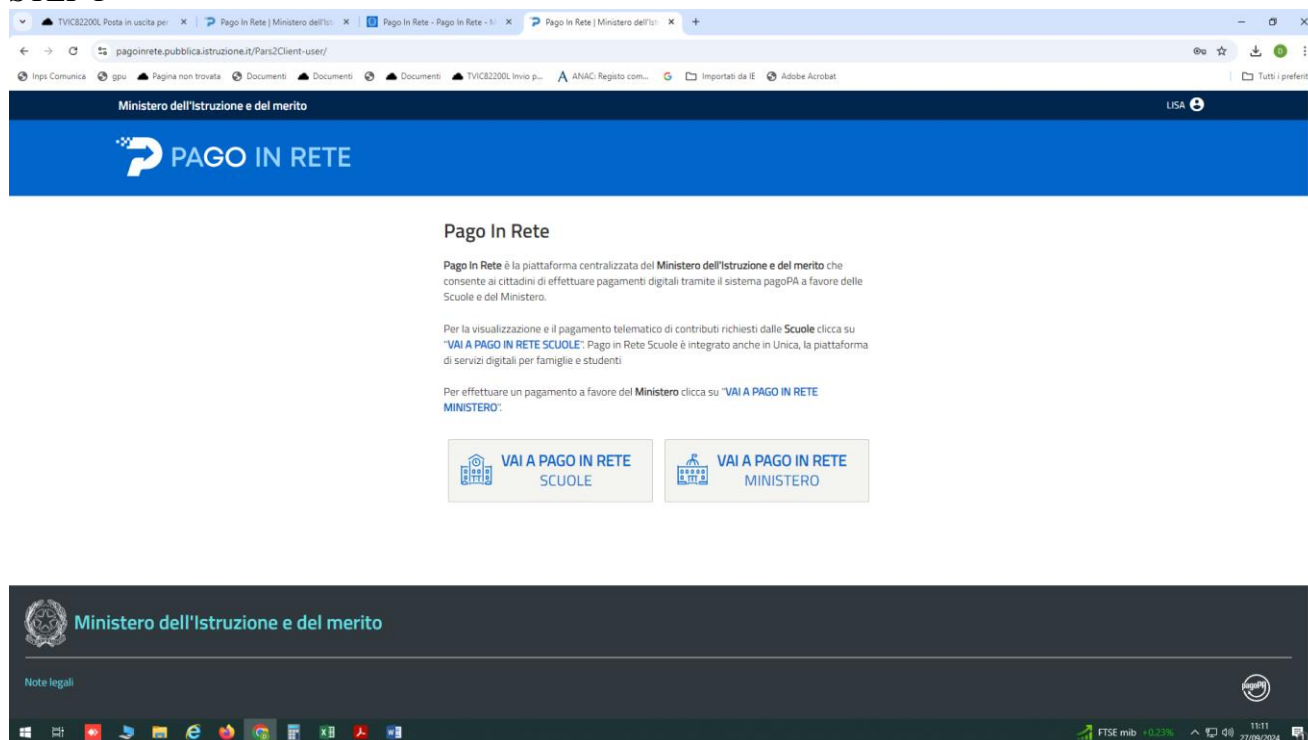 TVIC82200L Posta in uscita per
Pago In Rete | Ministero dell'Ist
Pago In Rete - Pago In Rete - M
Pago In Rete | Ministero dell'Ist
pagoinrete.pubblica.istruzione.it/Pars2Client-user/
Inps Comunica
gpu
Pagina non trovata
Documenti
Documenti
Documenti
TVIC82200L Invio p...
ANAC: Registo com...
Importati da IE
Adobe Acrobat
Tutti i preferit
Ministero dell'Istruzione e del merito
LISA
PAGO IN RETE
Pago In Rete
Pago In Rete è la piattaforma centralizzata del Ministero dell'Istruzione e del merito che
consente ai cittadini di effettuare pagamenti digitali tramite il sistema pagoPA a favore delle
Scuole e del Ministero.
Per la visualizzazione e il pagamento telematico di contributi richiesti dalle Scuole clicca su
"VAI A PAGO IN RETE SCUOLE". Pago in Rete Scuole è integrato anche in Unica, la piattaforma
di servizi digitali per famiglie e studenti
Per effettuare un pagamento a favore del Ministero clicca su "VAI A PAGO IN RETE
MINISTERO".
VAI A PAGO IN RETE
SCUOLE
VAI A PAGO IN RETE
MINISTERO
Ministero dell'Istruzione e del merito
Note legali
pagoPA
FTSE mib +0,23%
11:11
27/09/2024